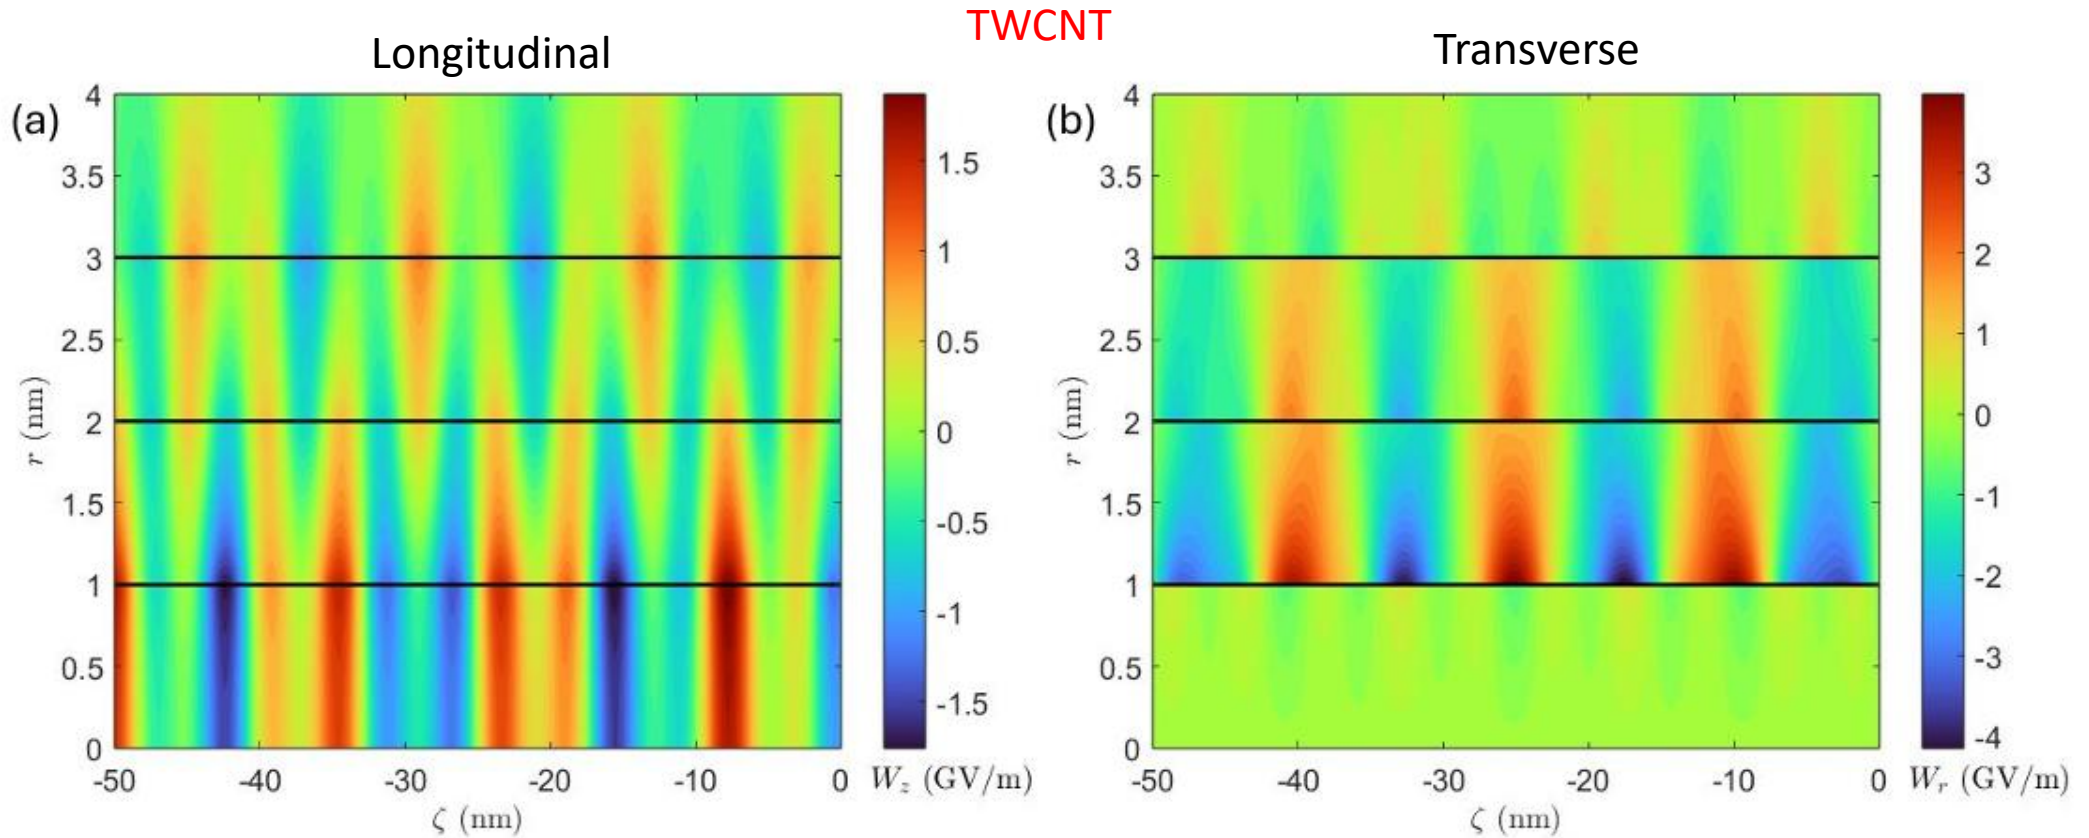 TWCNT
Longitudinal
Transverse
(a)
4
3.5
3
2.5
2
1.5
1
0.5
0
r (nm)
-50 -40 -30 -20 -10 0
ζ (nm)
1.5
1
0.5
0
-0.5
-1
-1.5
W_z (GV/m)
(b)
4
3.5
3
2.5
2
1.5
1
0.5
0
r (nm)
-50 -40 -30 -20 -10 0
ζ (nm)
3
2
1
0
-1
-2
-3
-4
W_r (GV/m)